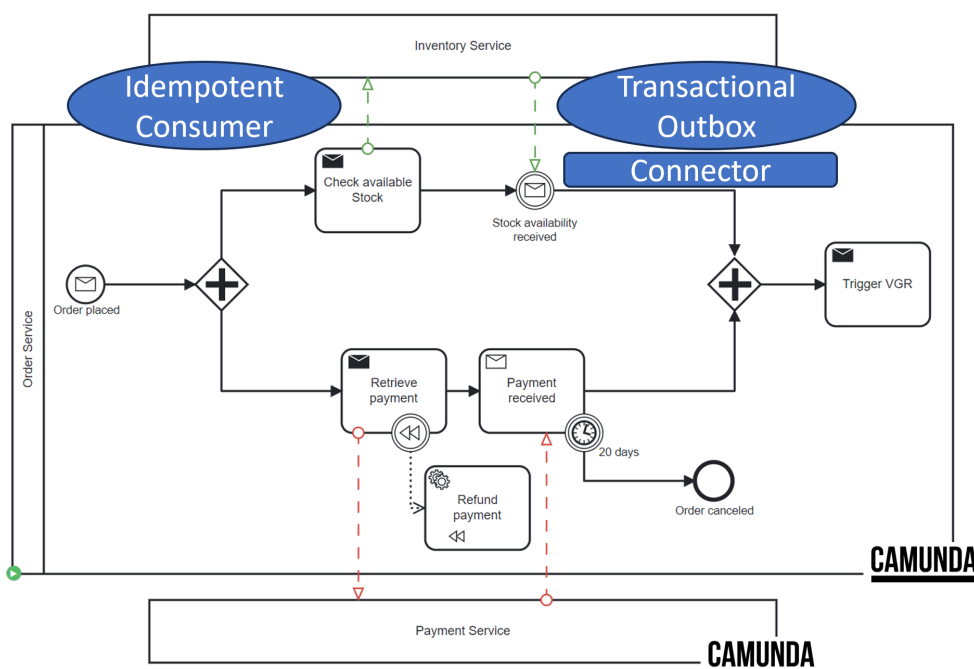 Inventory Service
Idempotent
Consumer
Transactional
Outbox
Connector
Check available
Stock
Stock availability
received
Order placed
Trigger VGR
Order Service
Retrieve
payment
Payment
received
20 days
Refund
payment
Order canceled
CAMUNDA
Payment Service
CAMUNDA